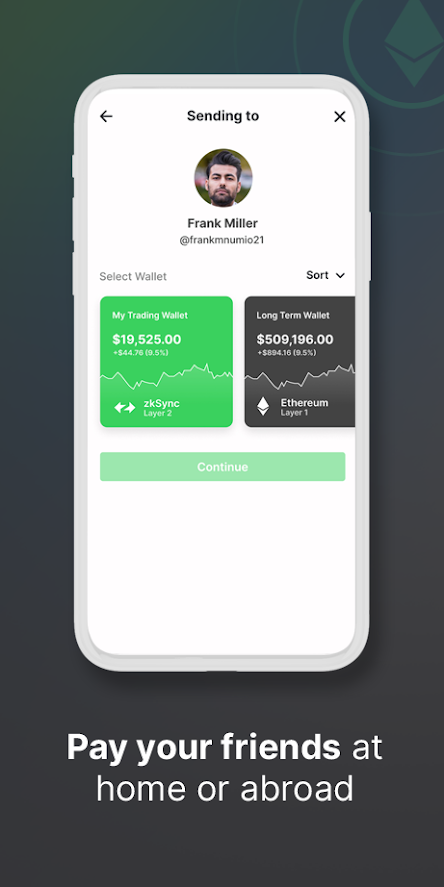 Sending to
Frank Miller
@frankmnumio21
Select Wallet
Sort
My Trading Wallet
$19,525.00
+$44.76 (9.5%)
zkSync
Layer 2
Long Term Wallet
$509,196.00
+$894.16 (9.5%)
Ethereum
Layer 1
Continue
Pay your friends at
home or abroad